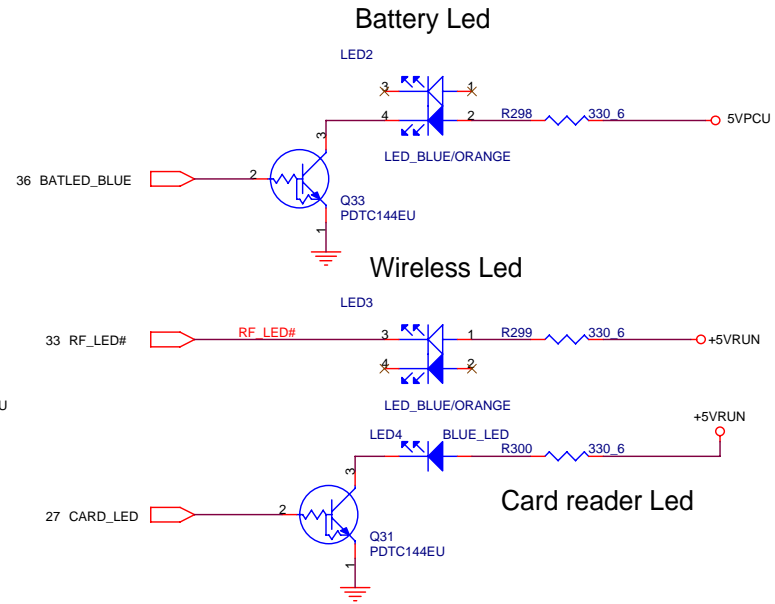 Battery Led
LED2
3 1
4 2 R298 330_6 5VPCU
LED_BLUE/ORANGE
3
36 BATLED_BLUE 2
Q33
PDTC144EU
1
Wireless Led
LED3
33 RF_LED# RF_LED# 3 1 R299 330_6 +5VRUN
4 2
LED_BLUE/ORANGE
U
+5VRUN
LED4 BLUE_LED R300 330_6
3
Card reader Led
27 CARD_LED 2
Q31
PDTC144EU
1